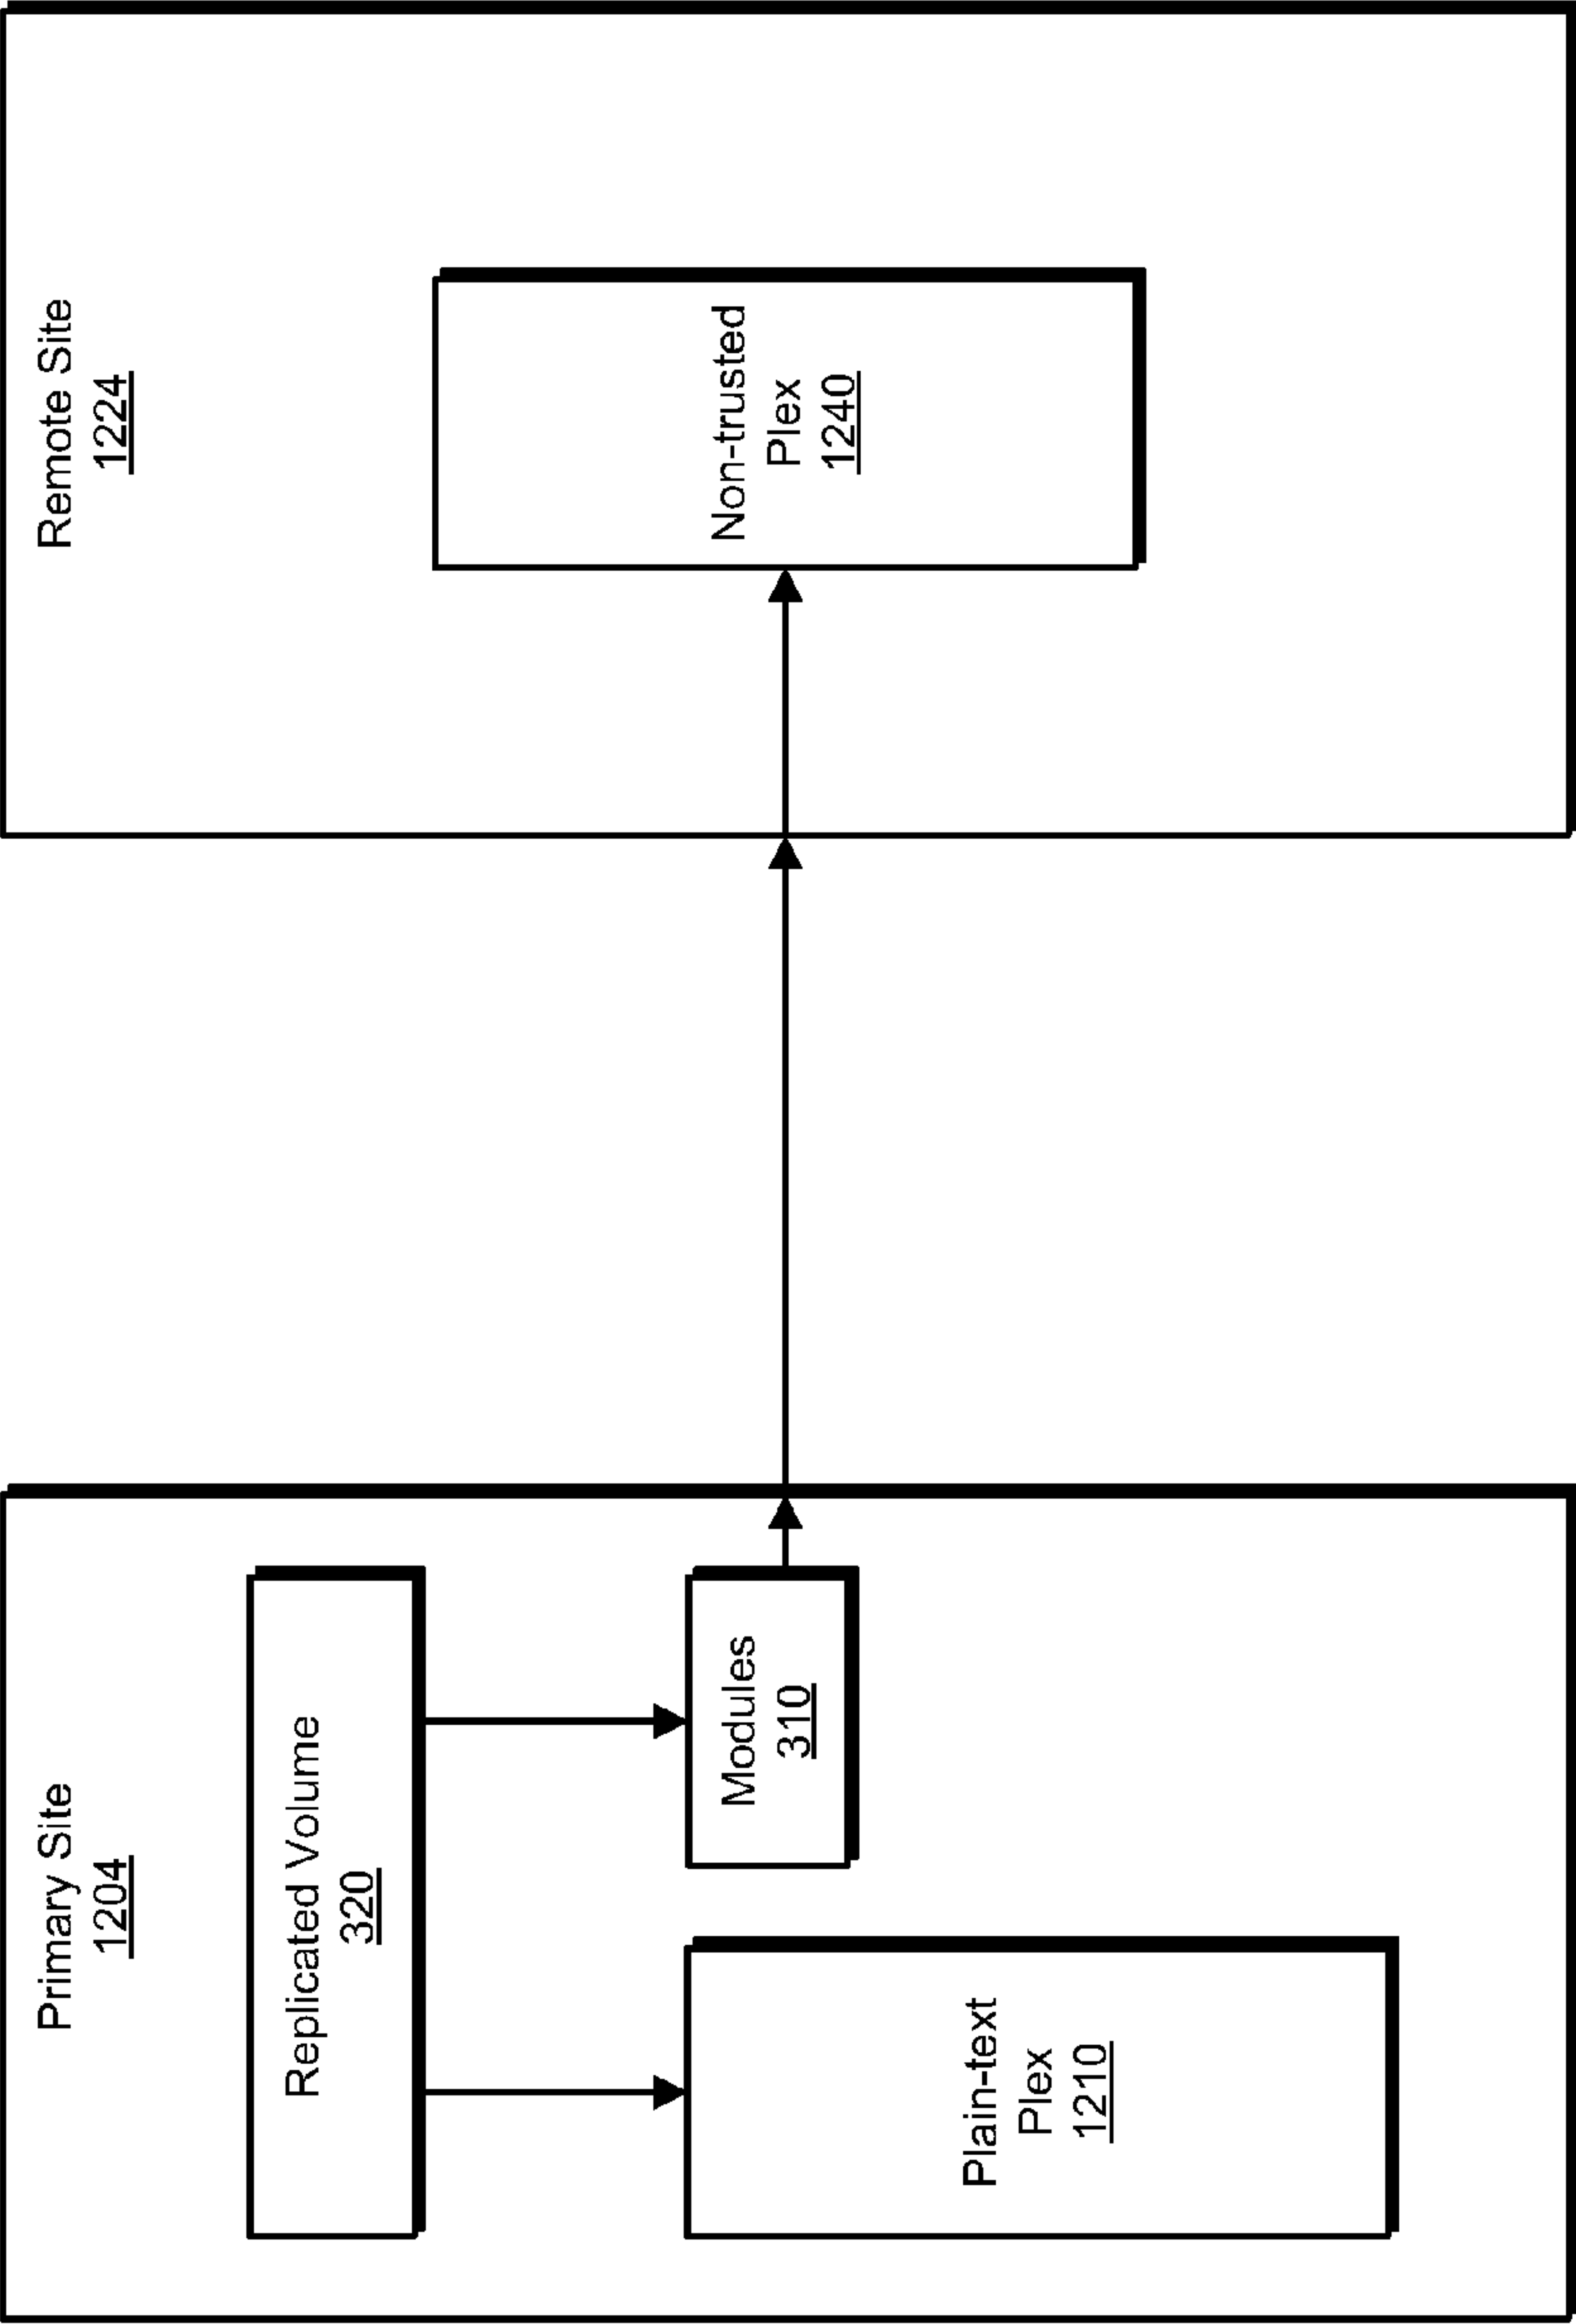 Primary Site
1204
Replicated Volume
320
Plain-text
Plex
1210
Modules
310
Remote Site
1224
Non-trusted
Plex
1240